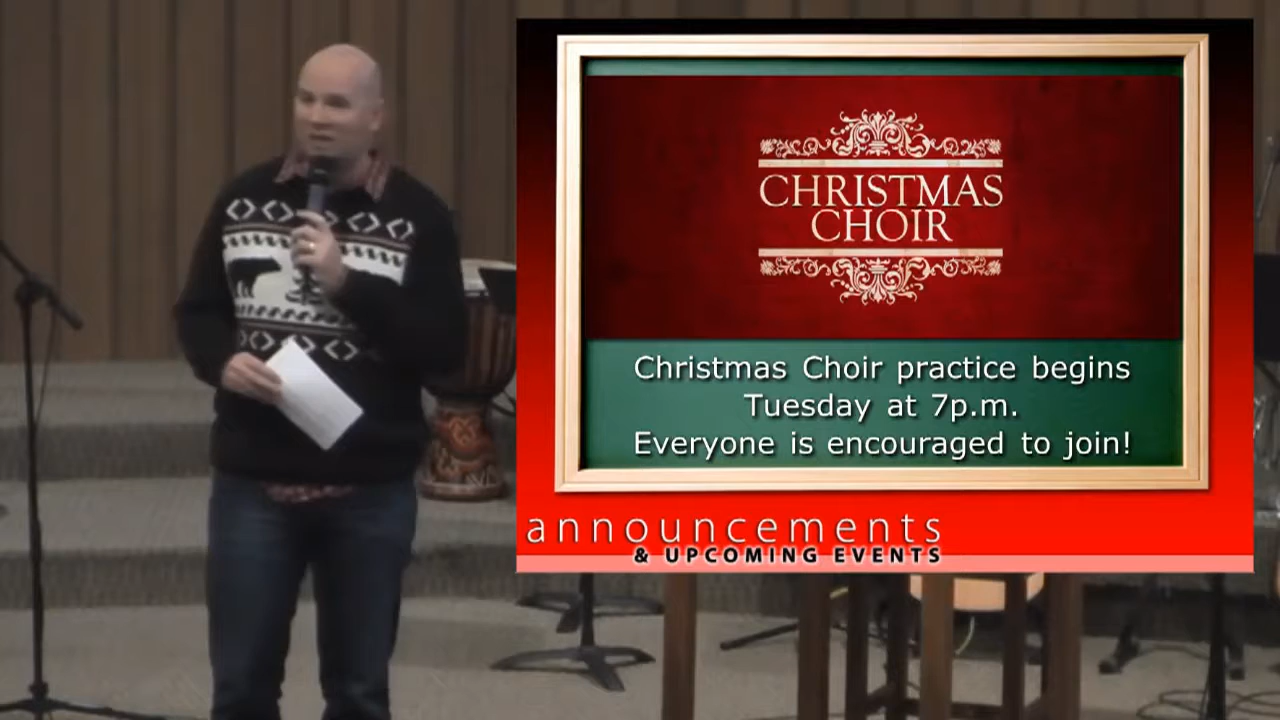 CHRISTMAS
CHOIR
Christmas Choir practice begins
Tuesday at 7p.m.
Everyone is encouraged to join!
announcements
& UPCOMING EVENTS